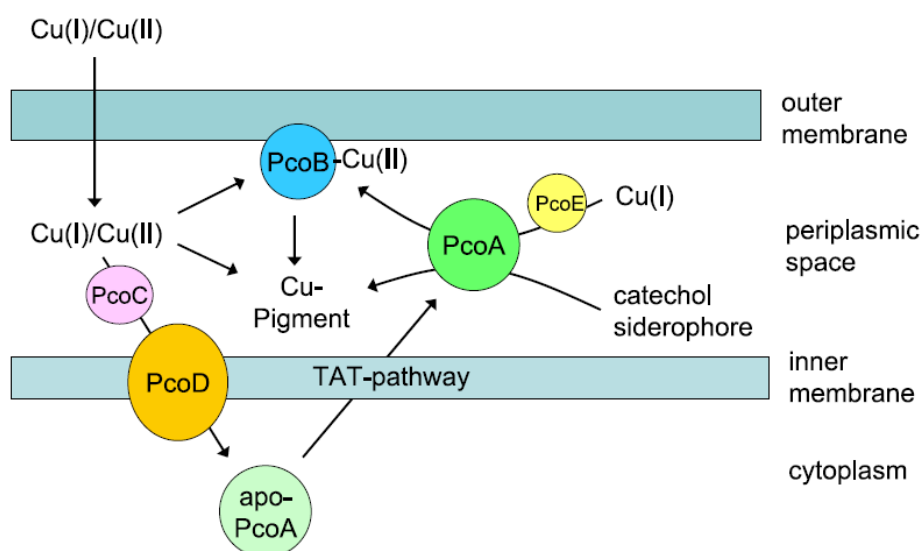 Cu(I)/Cu(II)
outer
membrane
PcoB-Cu(II)
PcoE
Cu(I)
Cu(I)/Cu(II)
PcoA
periplasmic
space
PcoC
Cu-
Pigment
catechol
siderophore
PcoD
TAT-pathway
inner
membrane
cytoplasm
apo-
PcoA